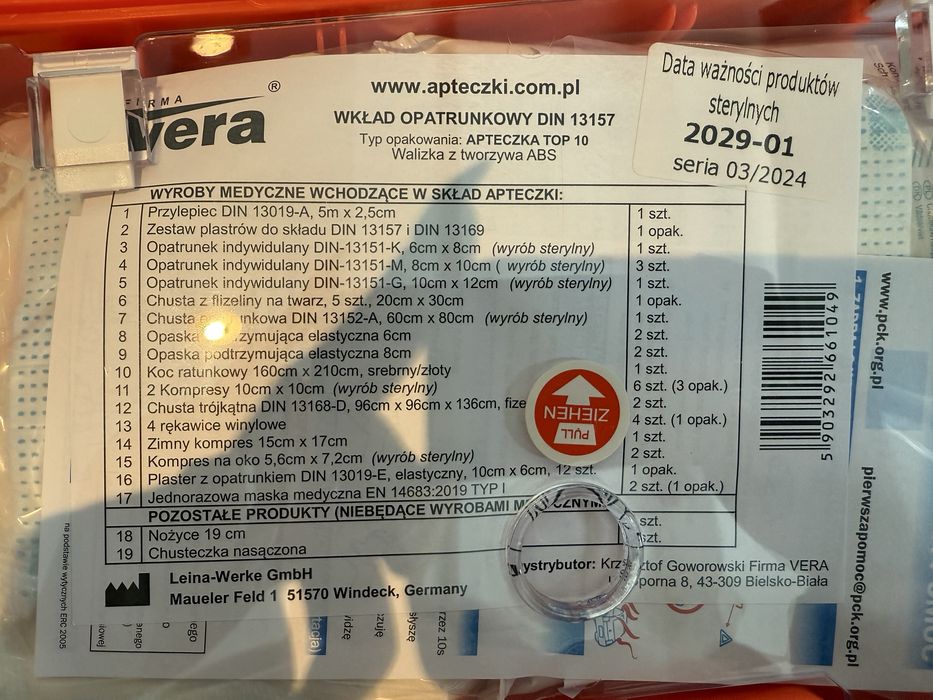 FIRMA
vera ®
www.apteczki.com.pl
WKŁAD OPATRUNKOWY DIN 13157
Typ opakowania: APTECZKA TOP 10
Walizka z tworzywa ABS
Data ważności produktów
sterylnych
2029-01
seria 03/2024
WYROBY MEDYCZNE WCHODZĄCE W SKŁAD APTECZKI:
1 Przylepiec DIN 13019-A, 5m x 2,5cm 1 szt.
2 Zestaw plastrów do składu DIN 13157 i DIN 13169 1 opak.
3 Opatrunek indywidulany DIN-13151-K, 6cm x 8cm (wyrób sterylny) 1 szt.
4 Opatrunek indywidulany DIN-13151-M, 8cm x 10cm ( wyrób sterylny) 3 szt.
5 Opatrunek indywidulany DIN-13151-G, 10cm x 12cm (wyrób sterylny) 1 szt.
6 Chusta z flizeliny na twarz, 5 szt., 20cm x 30cm 1 opak.
7 Chusta DIN 13152-A, 60cm x 80cm (wyrób sterylny) 1 szt.
8 Opaska elastyczna 6cm 2 szt.
9 Opaska podtrzymująca elastyczna 8cm 2 szt.
10 Koc ratunkowy 160cm x 210cm, srebrny/złoty 1 szt.
11 2 Kompresy 10cm x 10cm (wyrób sterylny) 6 szt. (3 opak.)
12 Chusta trójkątna DIN 13168-D, 96cm x 96cm x 136cm, 2 szt.
13 4 rękawice winylowe 4 szt. (1 opak.)
14 Zimny kompres 15cm x 17cm 1 szt.
15 Kompres na oko 5,6cm x 7,2cm (wyrób sterylny) 2 szt.
16 Plaster z opatrunkiem DIN 13019-E, elastyczny, 10cm x 6cm, 12 szt. 1 opak.
17 Jednorazowa maska medyczna EN 14683:2019 TYP I 2 szt. (1 opak.)
POZOSTAŁE PRODUKTY (NIEBĘDĄCE WYROBAMI
18 Nożyce 19 cm szt.
19 Chusteczka nasączona szt.
PULL
ZIEHEN
Leina-Werke GmbH
Maueler Feld 1 51570 Windeck, Germany
Goworowski Firma VERA
8, 43-309 Bielsko-Biała
5903292661049
www.pck.org.pl
pierwszapomoc@pck.org.pl
na podstawie wytycznych ERC 2005